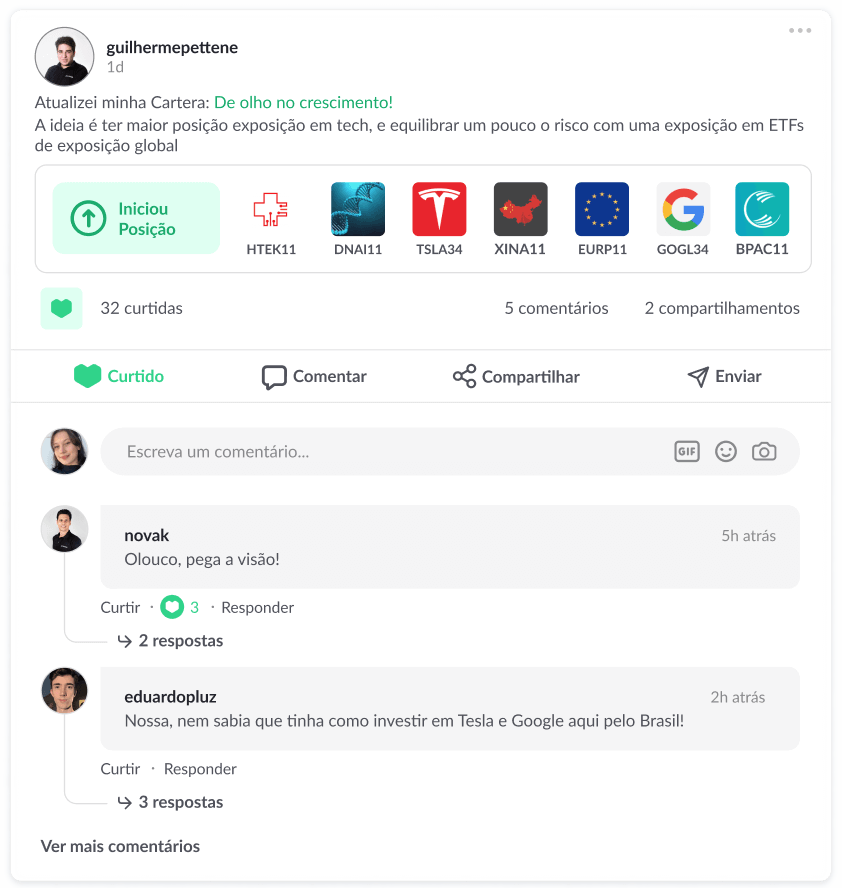 guilhermepettene
1d
Atualizei minha Cartera: De olho no crescimento!
A ideia é ter maior posição exposição em tech, e equilibrar um pouco o risco com uma exposição em ETFs
de exposição global
Iniciou
Posição
HTEK11 DNAI11 TSLA34 XINA11 EURP11 GOGL34 BPAC11
32 curtidas 5 comentários 2 compartilhamentos
Curtido Comentar Compartilhar Enviar
Escreva um comentário... GIF
novak 5h atrás
Olouco, pega a visão!
Curtir · 3 · Responder
2 respostas
eduardopluz 2h atrás
Nossa, nem sabia que tinha como investir em Tesla e Google aqui pelo Brasil!
Curtir · Responder
3 respostas
Ver mais comentários